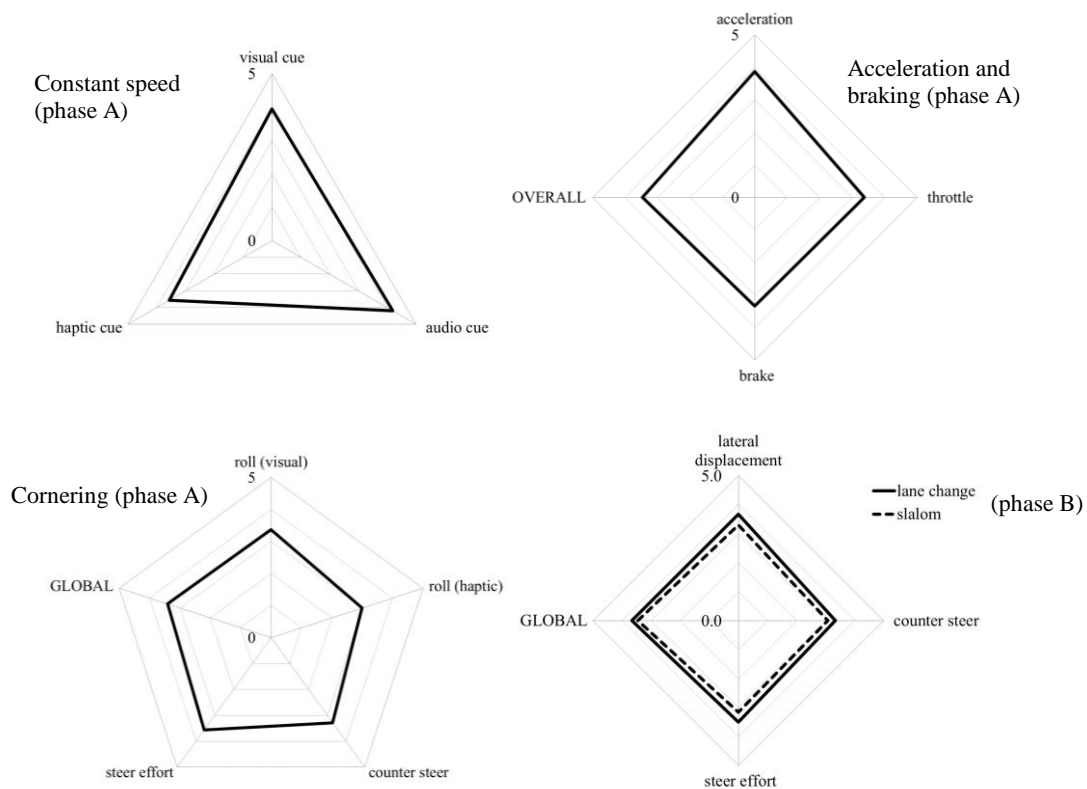 visual cue
5
Constant speed
(phase A)
0
haptic cue
audio cue
acceleration
5
Acceleration and
braking (phase A)
OVERALL
0
throttle
brake
roll (visual)
5
Cornering (phase A)
GLOBAL
roll (haptic)
0
steer effort
counter steer
lateral
displacement
5.0
lane change
slalom
(phase B)
GLOBAL
0.0
counter steer
steer effort